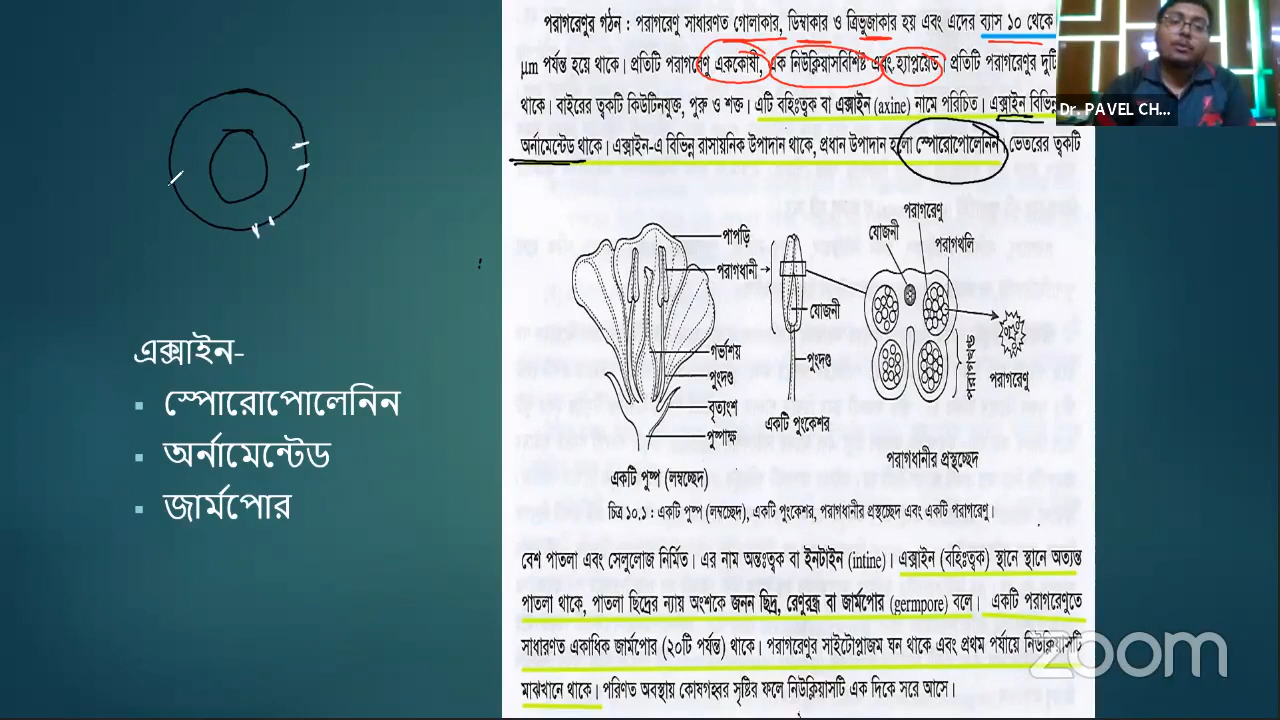 পরাগরেণুর গঠন : পরাগরেণু সাধারণত গোলাকার, ডিম্বাকার ও ত্রিভুজাকার হয় এবং এদের ব্যাস ১০ থেকে
µm পর্যন্ত হয়ে থাকে। প্রতিটি পরাগরেণু এককোষী, এক নিউক্লিয়াসবিশিষ্ট এবং হ্যাপ্লয়েড। প্রতিটি পরাগরেণুর দুটি
থাকে। বাইরের ত্বকটি কিউটিনযুক্ত, পুরু ও শক্ত। এটি বহিঃত্বক বা এক্সাইন (axine) নামে পরিচিত। এক্সাইন বিভিন্ন
অর্নামেন্টেড থাকে। এক্সাইন-এ বিভিন্ন রাসায়নিক উপাদান থাকে, প্রধান উপাদান হলো স্পোরোপোলেনিন। ভেতরের ত্বকটি
Dr. PAVEL CH...
এক্সাইন-
▪ স্পোরোপোলেনিন
▪ অর্নামেন্টেড
▪ জার্মপোর
পাপড়ি
পরাগধানী
গর্ভাশয়
পুংদণ্ড
বৃত্যংশ
পুষ্পাক্ষ
একটি পুষ্প (লম্বচ্ছেদ)
যোজনী
পুংদণ্ড
একটি পুংকেশর
পরাগরেণু
যোজনী
পরাগথলি
পরাগরেণু
পরাগধানীর প্রস্থচ্ছেদ
চিত্র ১০.১ : একটি পুষ্প (লম্বচ্ছেদ), একটি পুংকেশর, পরাগধানীর প্রস্থচ্ছেদ এবং একটি পরাগরেণু।
বেশ পাতলা এবং সেলুলোজ নির্মিত। এর নাম অন্তঃত্বক বা ইনটাইন (intine)। এক্সাইন (বহিঃত্বক) স্থানে স্থানে অত্যন্ত
পাতলা থাকে, পাতলা ছিদ্রের ন্যায় অংশকে জনন ছিদ্র, রেণুরন্ধ্র বা জার্মপোর (germpore) বলে। একটি পরাগরেণুতে
সাধারণত একাধিক জার্মপোর (২০টি পর্যন্ত) থাকে। পরাগরেণুর সাইটোপ্লাজম ঘন থাকে এবং প্রথম পর্যায়ে নিউক্লিয়াসটি
মাঝখানে থাকে। পরিণত অবস্থায় কোষগহ্বর সৃষ্টির ফলে নিউক্লিয়াসটি এক দিকে সরে আসে।
zoom